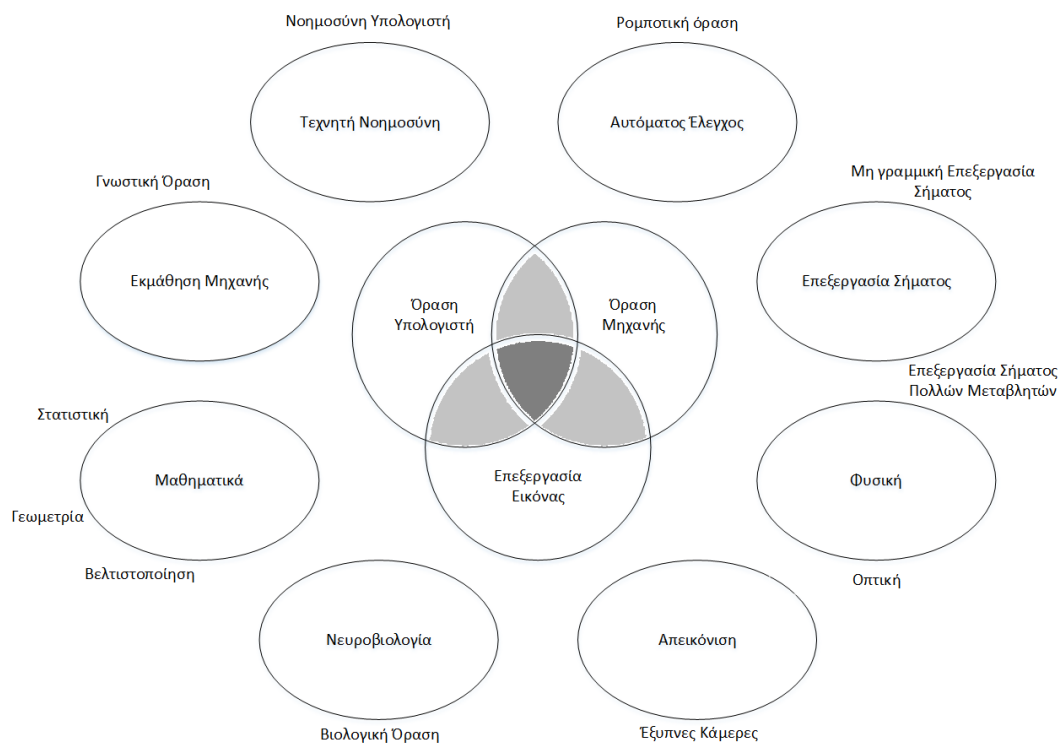 Νοημοσύνη Υπολογιστή
Ρομποτική όραση
Τεχνητή Νοημοσύνη
Αυτόματος Έλεγχος
Γνωστική Όραση
Μη γραμμική Επεξεργασία
Σήματος
Εκμάθηση Μηχανής
Επεξεργασία Σήματος
Όραση
Υπολογιστή
Όραση
Μηχανής
Επεξεργασία Σήματος
Πολλών Μεταβλητών
Στατιστική
Μαθηματικά
Επεξεργασία
Εικόνας
Φυσική
Γεωμετρία
Βελτιστοποίηση
Οπτική
Νευροβιολογία
Απεικόνιση
Βιολογική Όραση
Έξυπνες Κάμερες